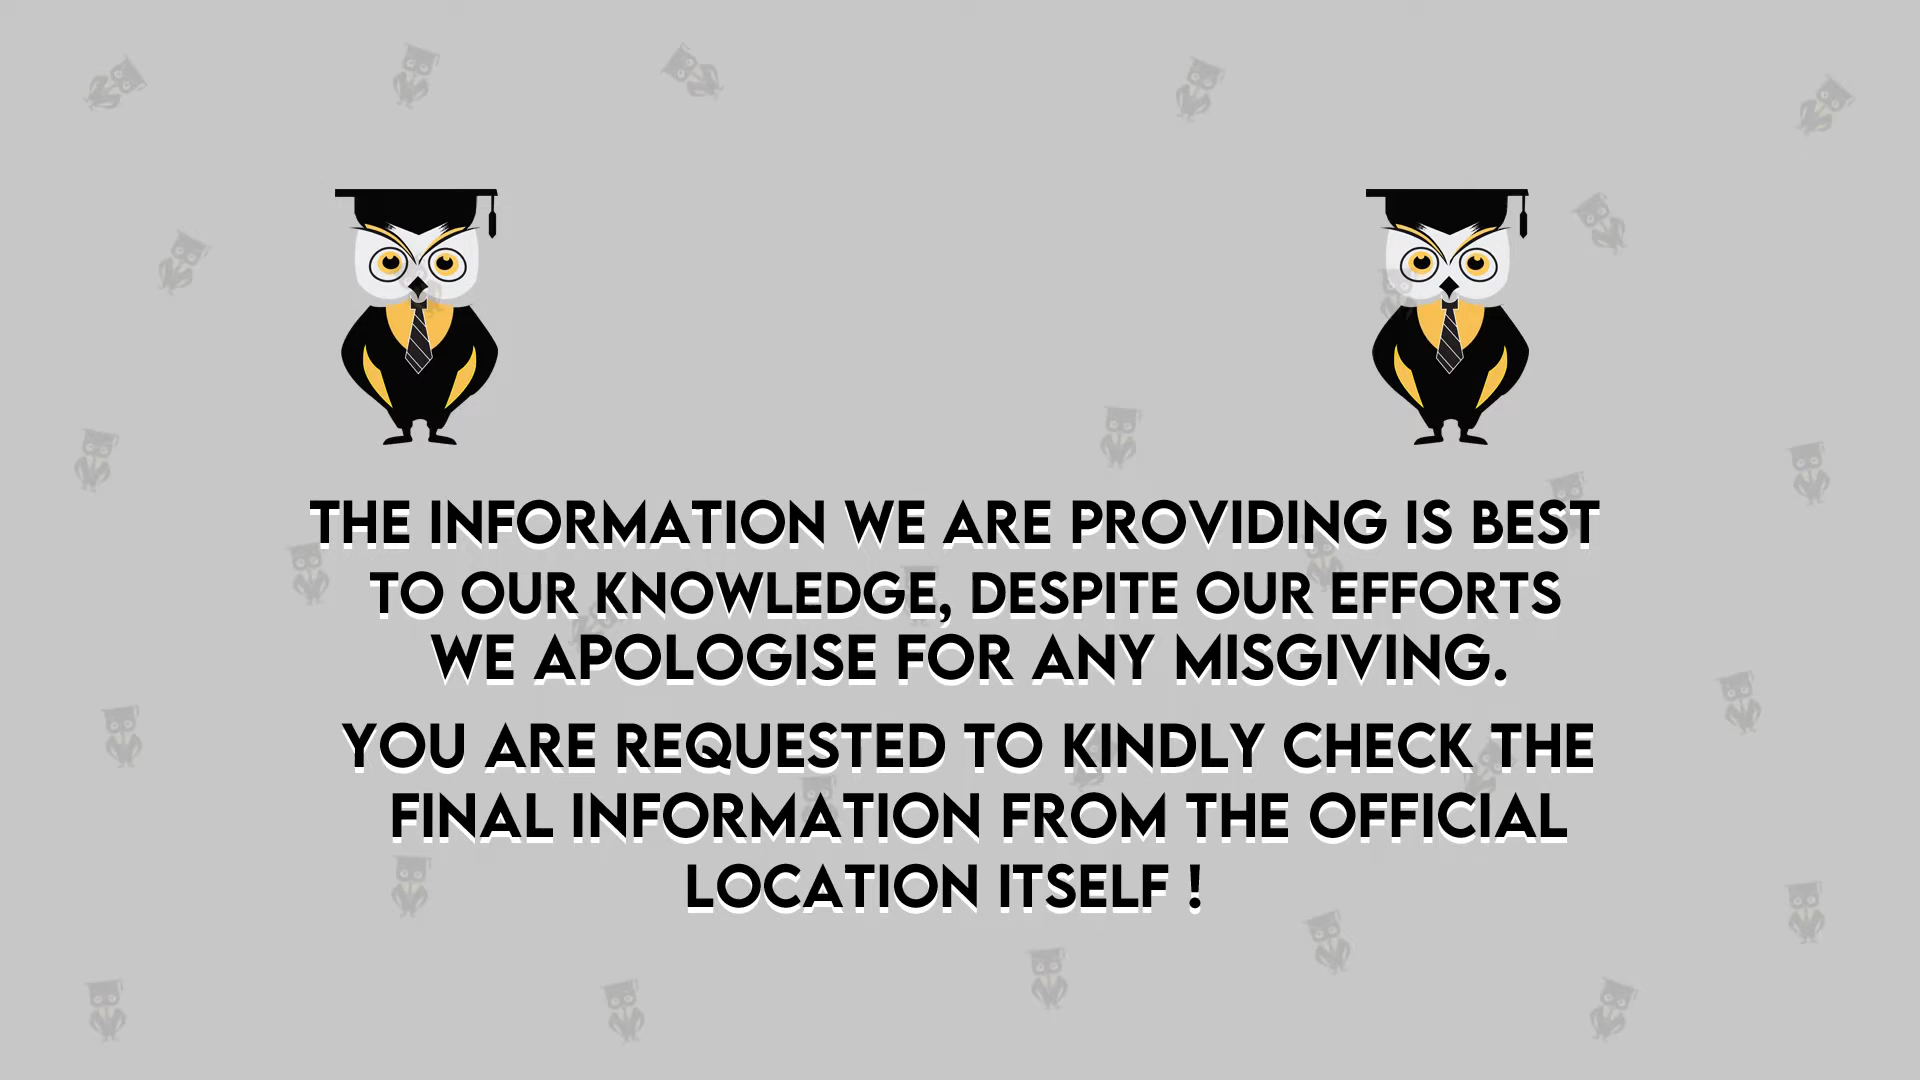 THE INFORMATION WE ARE PROVIDING IS BEST
TO OUR KNOWLEDGE, DESPITE OUR EFFORTS
WE APOLOGISE FOR ANY MISGIVING.
YOU ARE REQUESTED TO KINDLY CHECK THE
FINAL INFORMATION FROM THE OFFICIAL
LOCATION ITSELF !